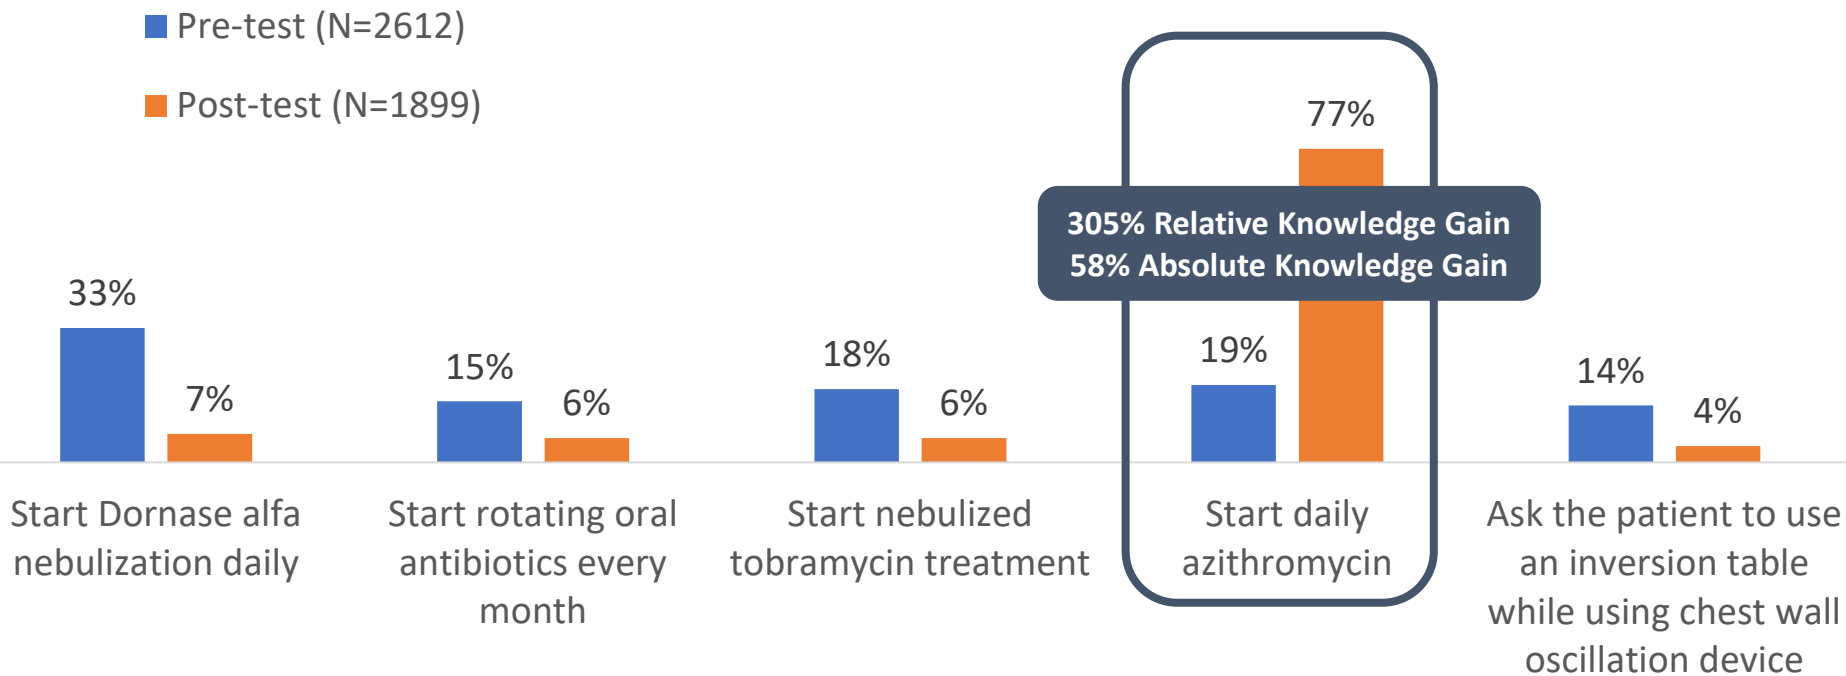 Pre-test (N=2612)
Post-test (N=1899)
77%
305% Relative Knowledge Gain
58% Absolute Knowledge Gain
33%
7%
15%
6%
18%
6%
19%
14%
4%
Start Dornase alfa
nebulization daily
Start rotating oral
antibiotics every
month
Start nebulized
tobramycin treatment
Start daily
azithromycin
Ask the patient to use
an inversion table
while using chest wall
oscillation device